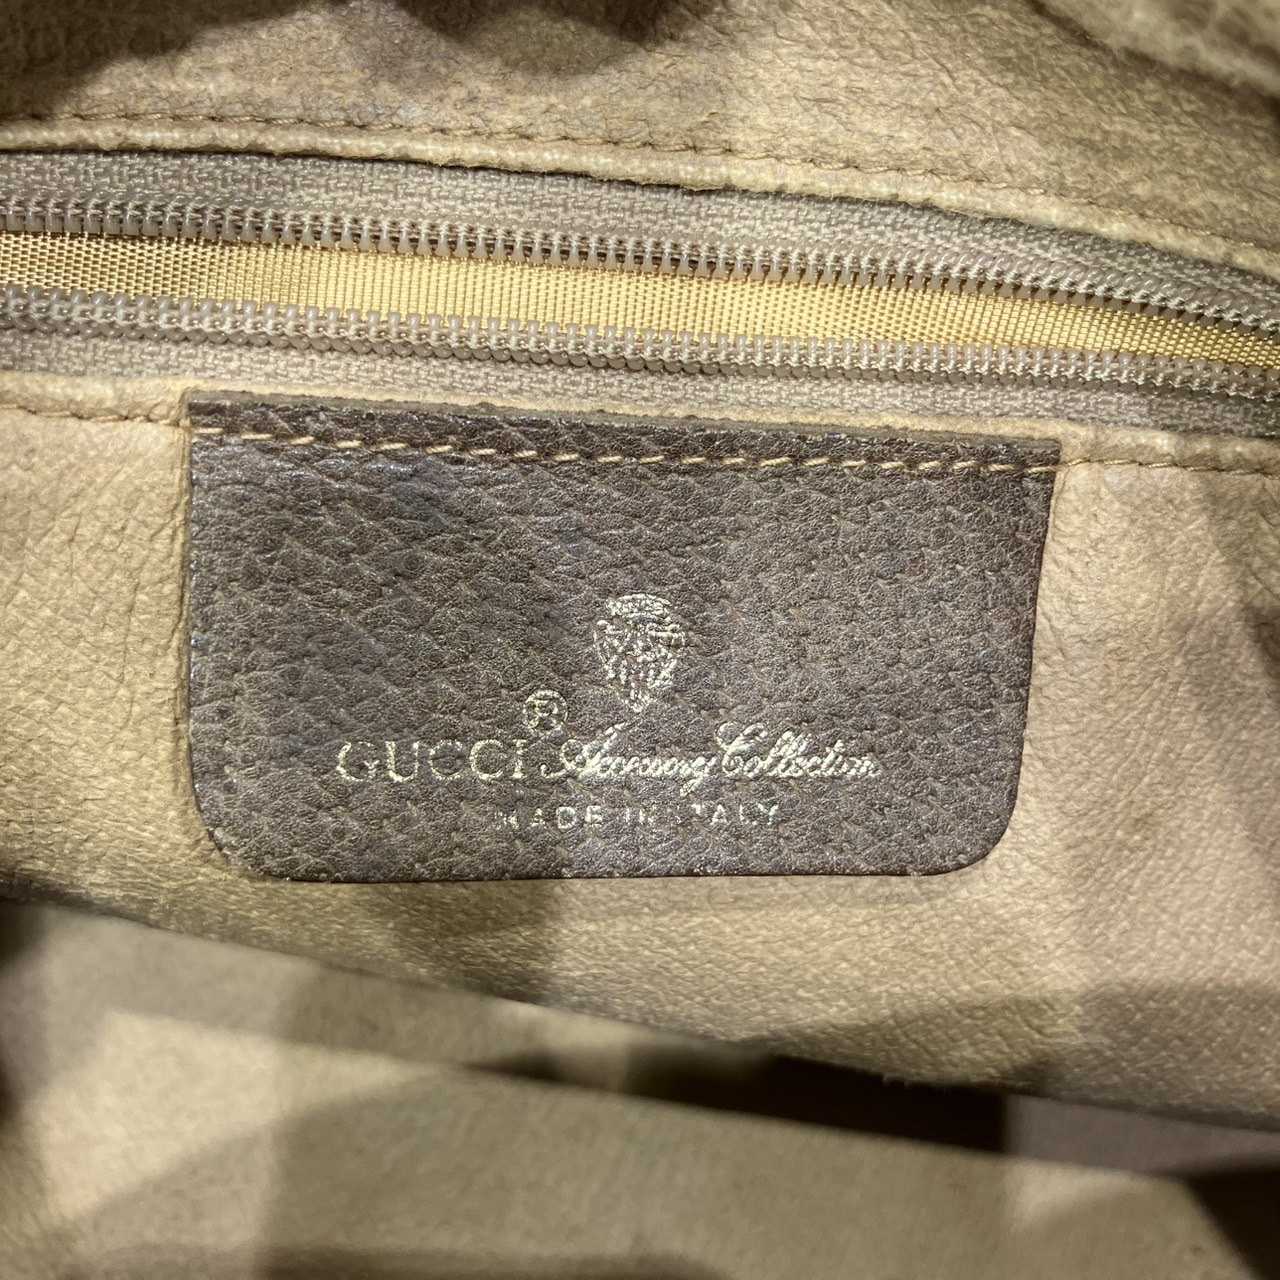 ®
GUCCI Accessory Collection
MADE IN ITALY